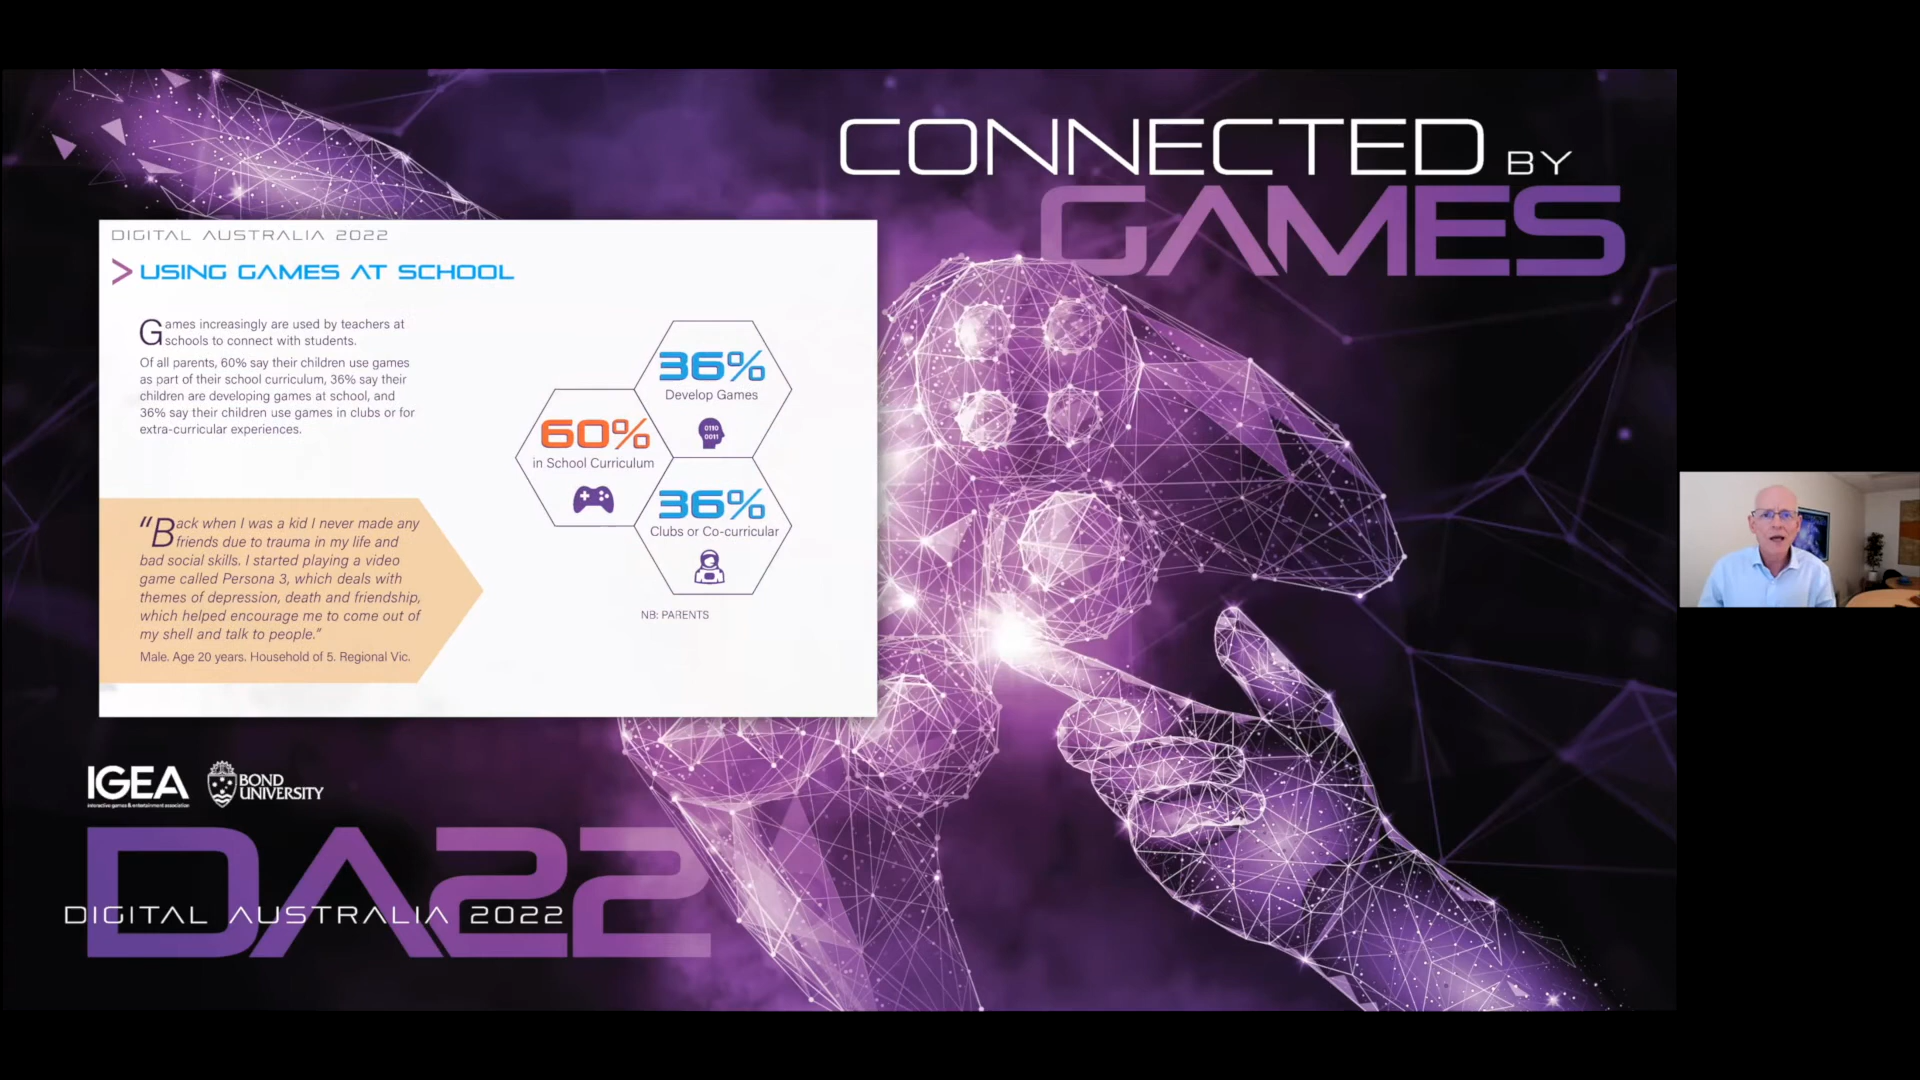 CONNECTED BY
GAMES
DIGITAL AUSTRALIA 2022
> USING GAMES AT SCHOOL
Games increasingly are used by teachers at
schools to connect with students.
Of all parents, 60% say their children use games
as part of their school curriculum, 36% say their
children are developing games at school, and
36% say their children use games in clubs or for
extra-curricular experiences.
36%
Develop Games
0110
0011
60%
in School Curriculum
36%
Clubs or Co-curricular
NB: PARENTS
“Back when I was a kid I never made any
friends due to trauma in my life and
bad social skills. I started playing a video
game called Persona 3, which deals with
themes of depression, death and friendship,
which helped encourage me to come out of
my shell and talk to people.”
Male. Age 20 years. Household of 5. Regional Vic.
IGEA
interactive games & entertainment association
BOND
UNIVERSITY
DA22
DIGITAL AUSTRALIA 2022